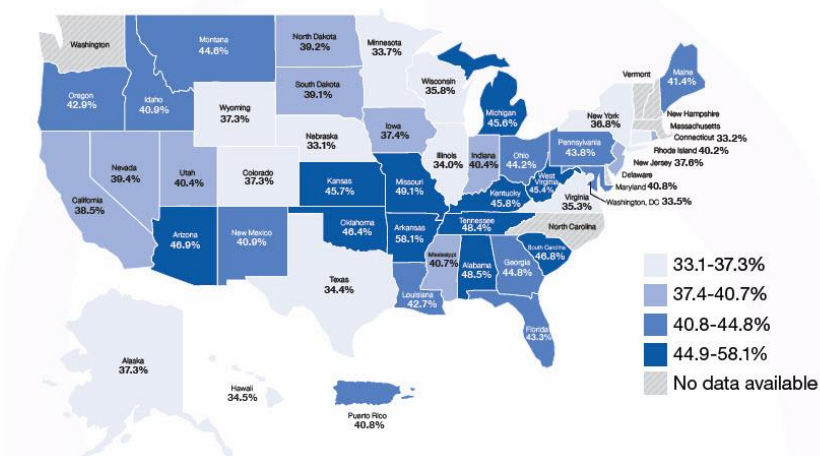 Washington
Montana
44.6%
North Dakota
39.2%
Minnesota
33.7%
Vermont
Maine
41.4%
Oregon
42.9%
Idaho
40.9%
South Dakota
39.1%
Wisconsin
35.8%
Michigan
45.6%
New York
36.8%
New Hampshire
Massachusetts
Connecticut 33.2%
Rhode Island 40.2%
New Jersey 37.6%
Delaware
Maryland 40.8%
Washington, DC 33.5%
Wyoming
37.3%
Nebraska
33.1%
Iowa
37.4%
Illinois
34.0%
Indiana
40.4%
Ohio
44.2%
Pennsylvania
43.8%
Nevada
39.4%
Utah
40.4%
Colorado
37.3%
Kansas
45.7%
Missouri
49.1%
Kentucky
45.8%
West
Virginia
45.4%
Virginia
35.3%
California
38.5%
Arizona
46.9%
New Mexico
40.9%
Oklahoma
46.4%
Arkansas
58.1%
Tennessee
48.4%
North Carolina
South Carolina
46.8%
Texas
34.4%
Louisiana
42.7%
Mississippi
40.7%
Alabama
48.5%
Georgia
44.8%
Florida
43.3%
Alaska
37.3%
Hawaii
34.5%
Puerto Rico
40.8%
33.1-37.3%
37.4-40.7%
40.8-44.8%
44.9-58.1%
No data available